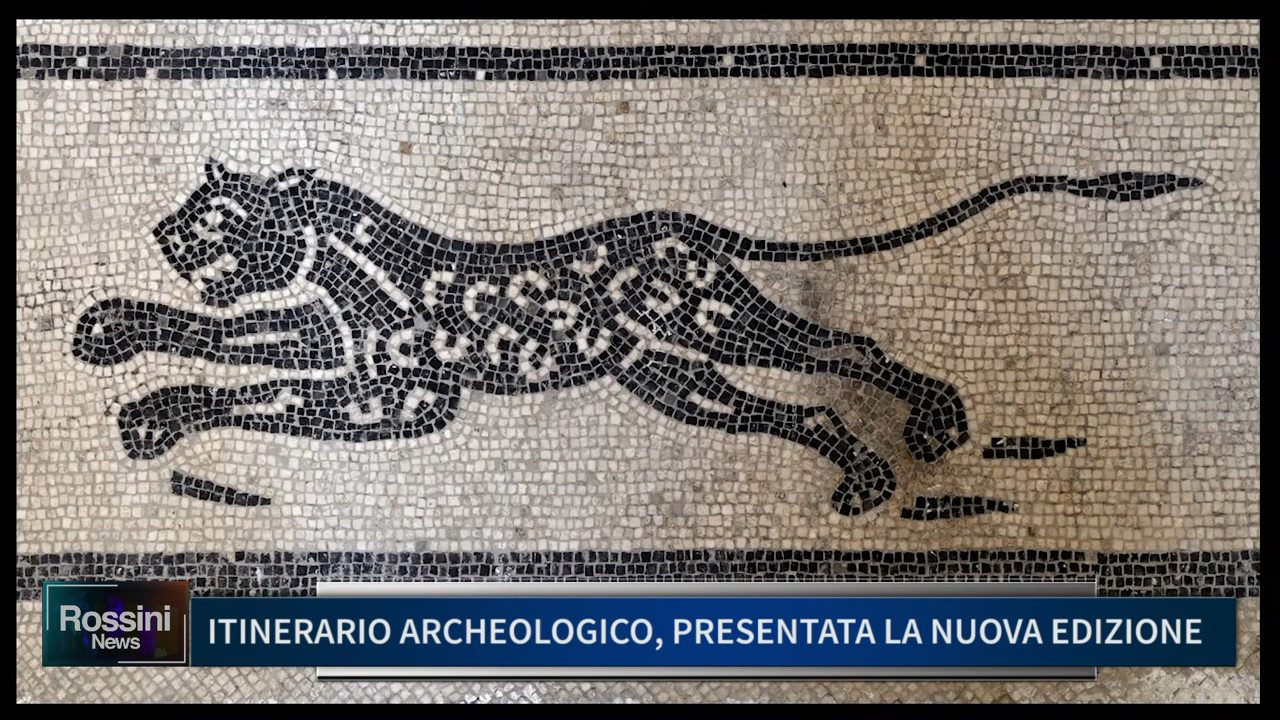 Rossini
News
ITINERARIO ARCHEOLOGICO, PRESENTATA LA NUOVA EDIZIONE